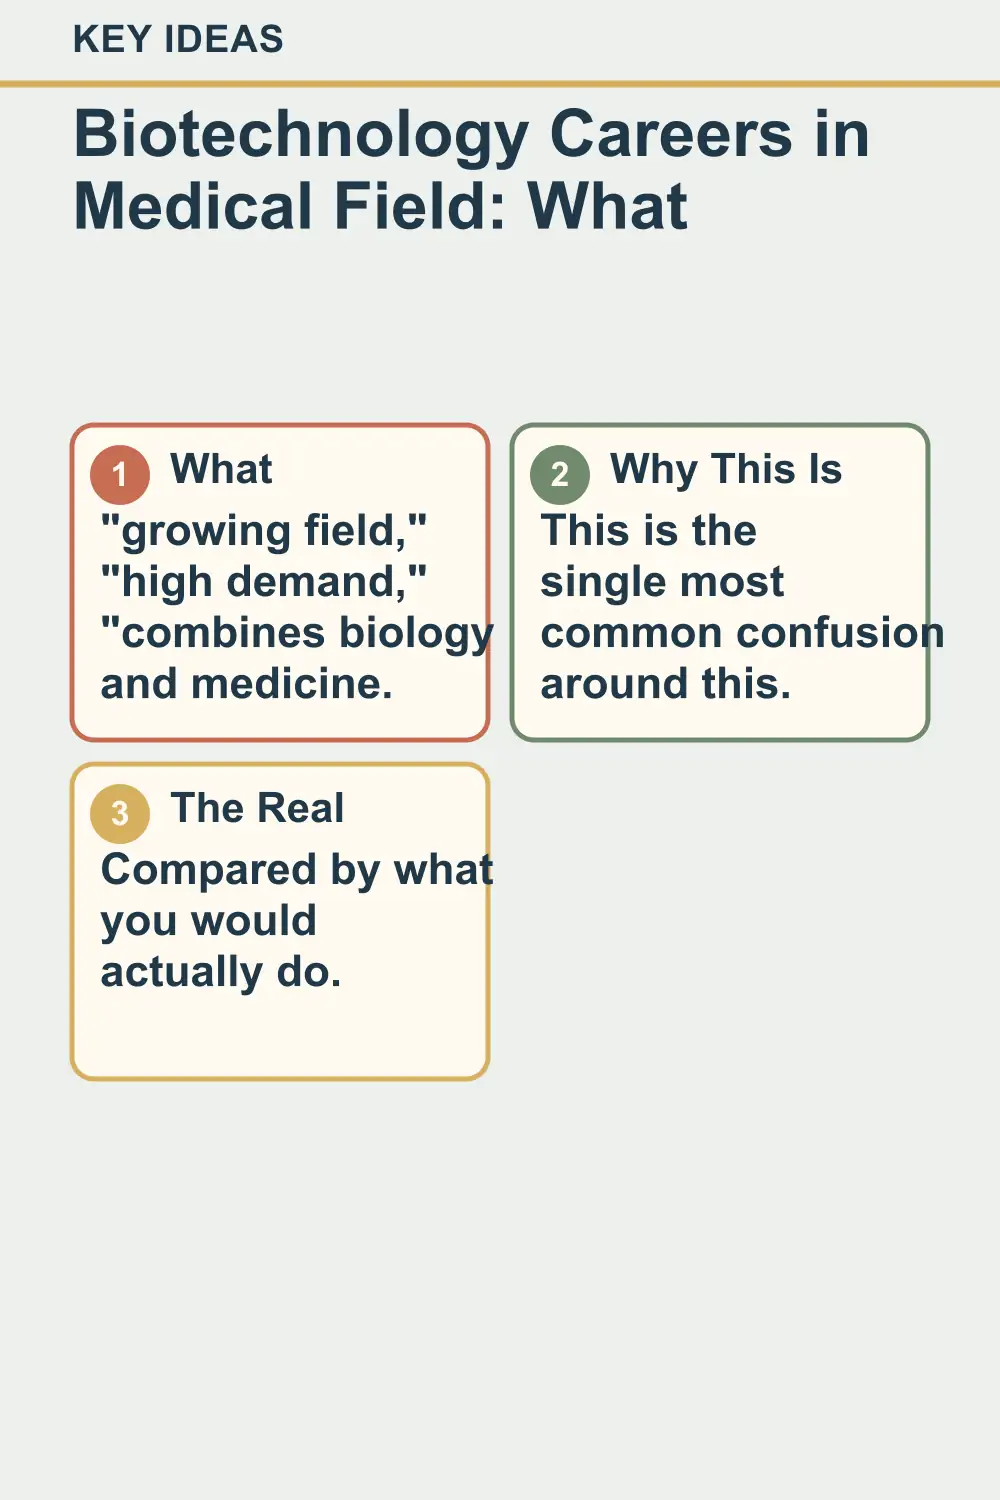 KEY IDEAS
Biotechnology Careers in
Medical Field: What
1 What
"growing field,"
"high demand,"
"combines biology
and medicine.
2 Why This Is
This is the
single most
common confusion
around this.
3 The Real
Compared by what
you would
actually do.